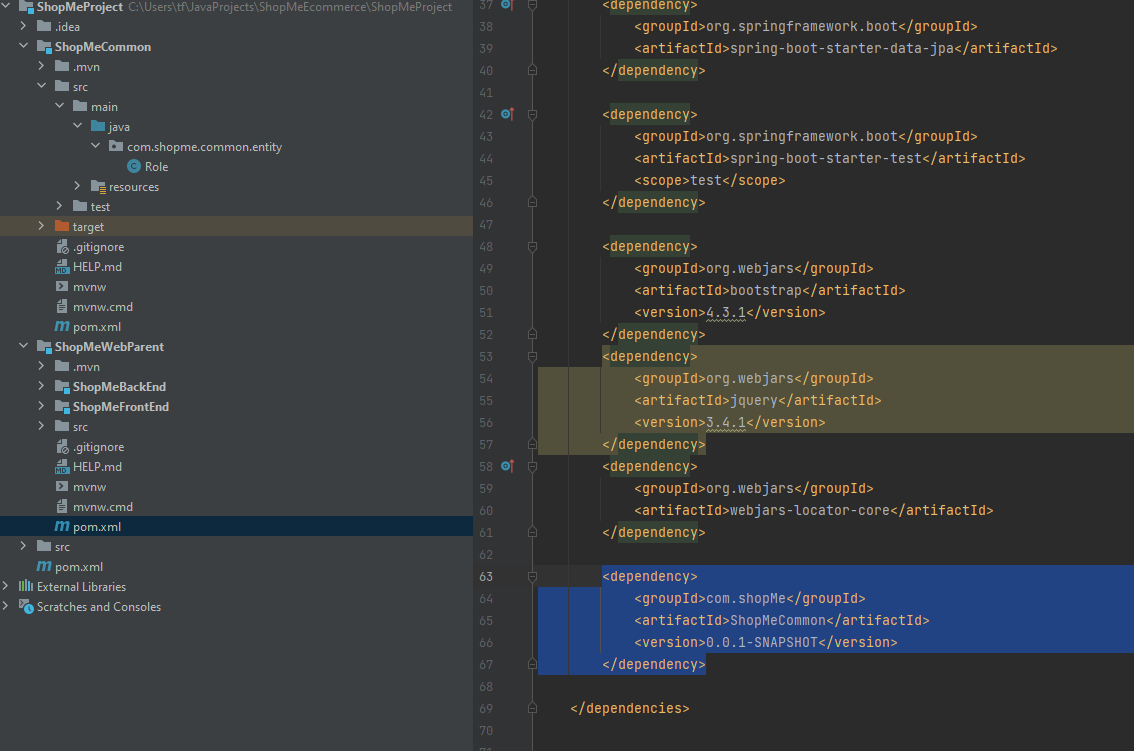 ShopMeProject C:\Users\tf\JavaProjects\ShopMeEcommerce\ShopMeProject
.idea
ShopMeCommon
.mvn
src
main
java
com.shopme.common.entity
Role
resources
test
target
.gitignore
HELP.md
mvnw
mvnw.cmd
pom.xml
ShopMeWebParent
.mvn
ShopMeBackEnd
ShopMeFrontEnd
src
.gitignore
HELP.md
mvnw
mvnw.cmd
pom.xml
src
pom.xml
External Libraries
Scratches and Consoles
37 <dependency>
38 <groupId>org.springframework.boot</groupId>
39 <artifactId>spring-boot-starter-data-jpa</artifactId>
40 </dependency>
41
42 <dependency>
43 <groupId>org.springframework.boot</groupId>
44 <artifactId>spring-boot-starter-test</artifactId>
45 <scope>test</scope>
46 </dependency>
47
48 <dependency>
49 <groupId>org.webjars</groupId>
50 <artifactId>bootstrap</artifactId>
51 <version>4.3.1</version>
52 </dependency>
53 <dependency>
54 <groupId>org.webjars</groupId>
55 <artifactId>jquery</artifactId>
56 <version>3.4.1</version>
57 </dependency>
58 <dependency>
59 <groupId>org.webjars</groupId>
60 <artifactId>webjars-locator-core</artifactId>
61 </dependency>
62
63 <dependency>
64 <groupId>com.shopMe</groupId>
65 <artifactId>ShopMeCommon</artifactId>
66 <version>0.0.1-SNAPSHOT</version>
67 </dependency>
68
69 </dependencies>
70